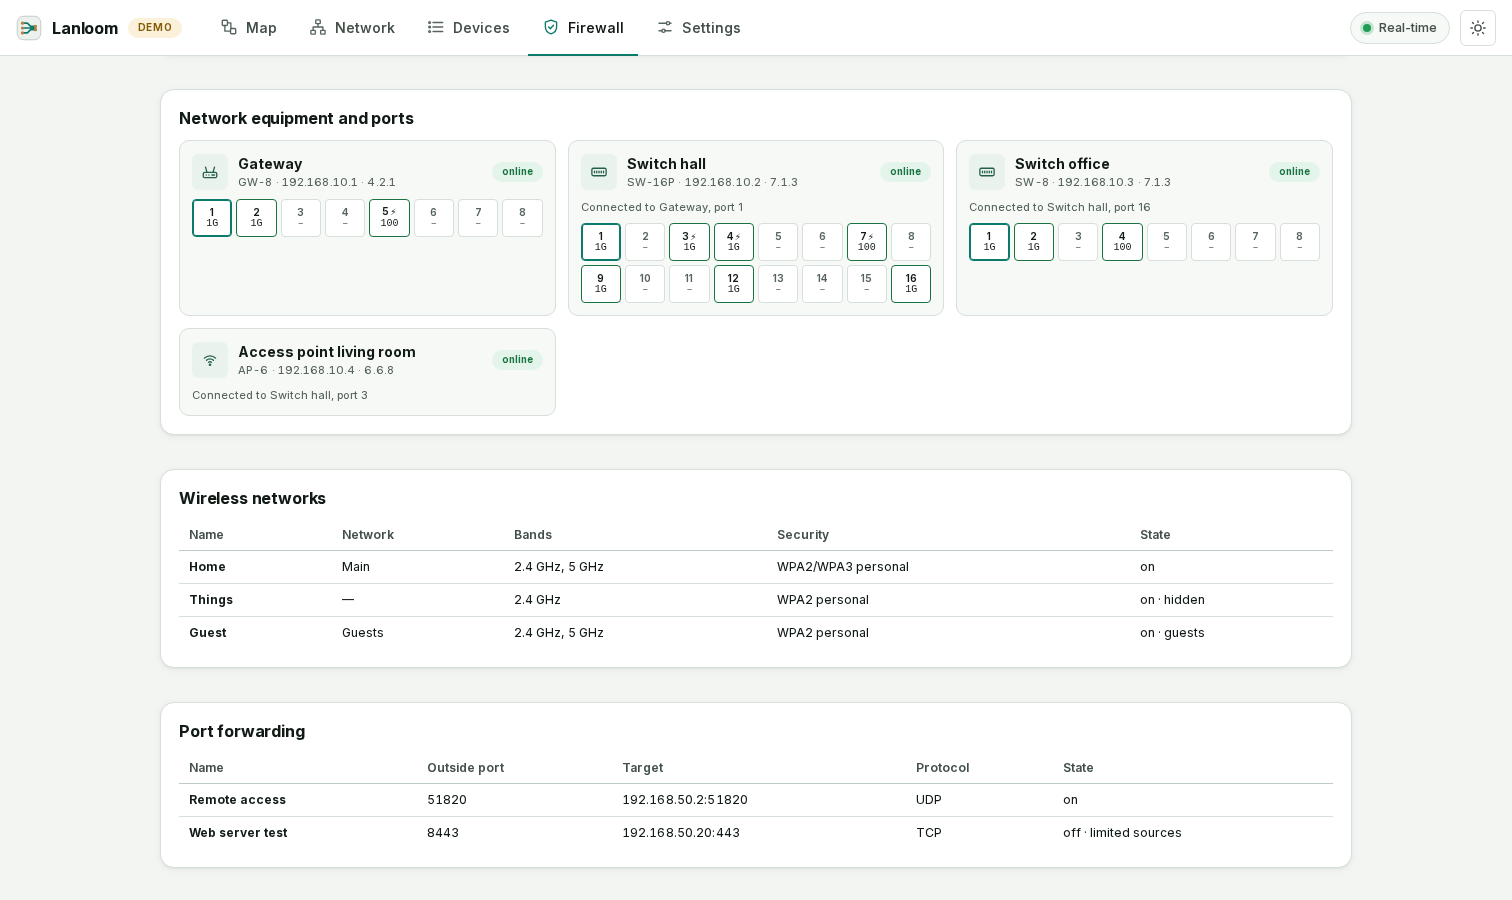 Lanloom DEMO Map Network Devices Firewall Settings Real-time
Network equipment and ports
Gateway
GW-8 · 192.168.10.1 · 4.2.1
online
1 2 3 4 5⚡ 6 7 8
1G 1G – – 100 – – –
Switch hall
SW-16P · 192.168.10.2 · 7.1.3
online
Connected to Gateway, port 1
1 2 3⚡ 4⚡ 5 6 7⚡ 8
1G – 1G 1G – – 100 –
9 10 11 12 13 14 15 16
1G – – 1G – – – 1G
Switch office
SW-8 · 192.168.10.3 · 7.1.3
online
Connected to Switch hall, port 16
1 2 3 4 5 6 7 8
1G 1G – 100 – – – –
Access point living room
AP-6 · 192.168.10.4 · 6.6.8
online
Connected to Switch hall, port 3
Wireless networks
Name Network Bands Security State
Home Main 2.4 GHz, 5 GHz WPA2/WPA3 personal on
Things — 2.4 GHz WPA2 personal on · hidden
Guest Guests 2.4 GHz, 5 GHz WPA2 personal on · guests
Port forwarding
Name Outside port Target Protocol State
Remote access 51820 192.168.50.2:51820 UDP on
Web server test 8443 192.168.50.20:443 TCP off · limited sources